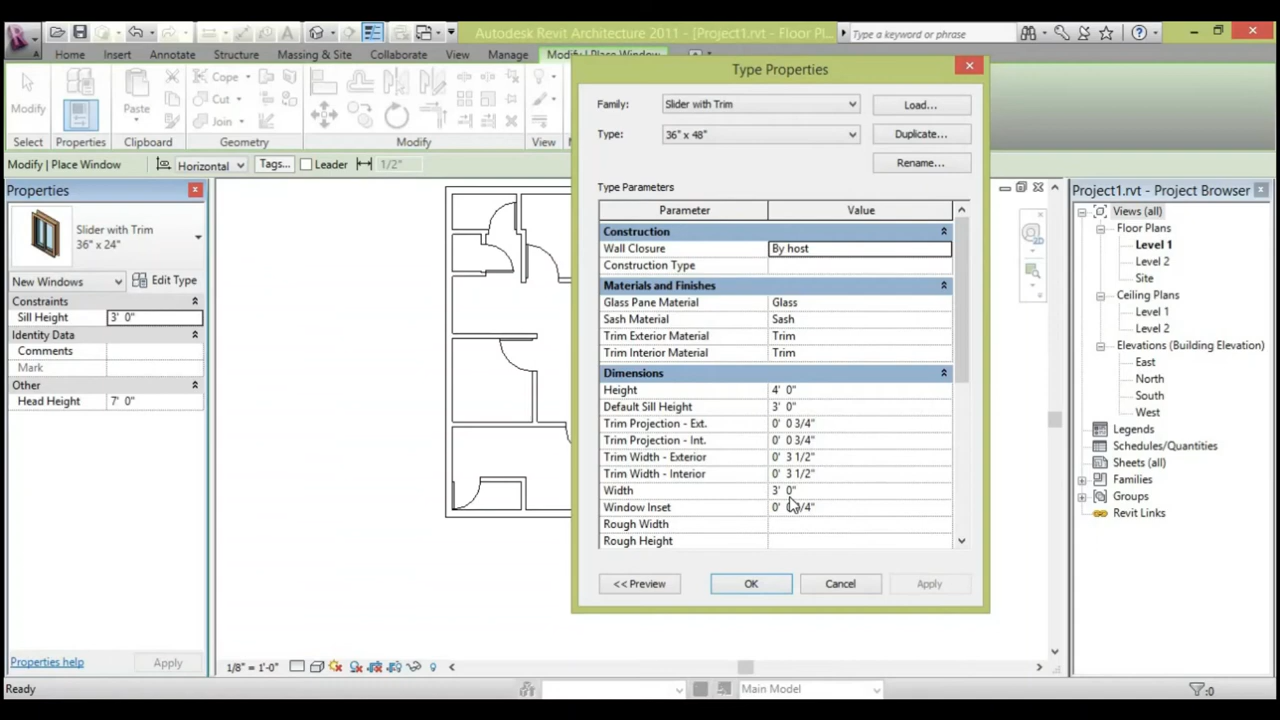 Autodesk Revit Architecture 2011 - [Project1.rvt - Floor Pl...
Type a keyword or phrase
Home Insert Annotate Structure Massing & Site Collaborate View Manage Modify | Place Window
Modify
Paste
Cope
Cut
Join
Select Properties Clipboard Geometry Modify View
Modify | Place Window Horizontal Tags... Leader 1/2"
Properties
Slider with Trim
36" x 24"
New Windows Edit Type
Constraints
Sill Height 3' 0"
Identity Data
Comments
Mark
Other
Head Height 7' 0"
Properties help Apply
Type Properties
Family: Slider with Trim Load...
Type: 36" x 48" Duplicate...
Rename...
Type Parameters
Parameter Value
Construction
Wall Closure By host
Construction Type
Materials and Finishes
Glass Pane Material Glass
Sash Material Sash
Trim Exterior Material Trim
Trim Interior Material Trim
Dimensions
Height 4' 0"
Default Sill Height 3' 0"
Trim Projection - Ext. 0' 0 3/4"
Trim Projection - Int. 0' 0 3/4"
Trim Width - Exterior 0' 3 1/2"
Trim Width - Interior 0' 3 1/2"
Width 3' 0"
Window Inset 0' 0 3/4"
Rough Width
Rough Height
<< Preview OK Cancel Apply
Project1.rvt - Project Browser
Views (all)
Floor Plans
Level 1
Level 2
Site
Ceiling Plans
Level 1
Level 2
Elevations (Building Elevation)
East
North
South
West
Legends
Schedules/Quantities
Sheets (all)
Families
Groups
Revit Links
1/8" = 1'-0"
Ready Main Model :0